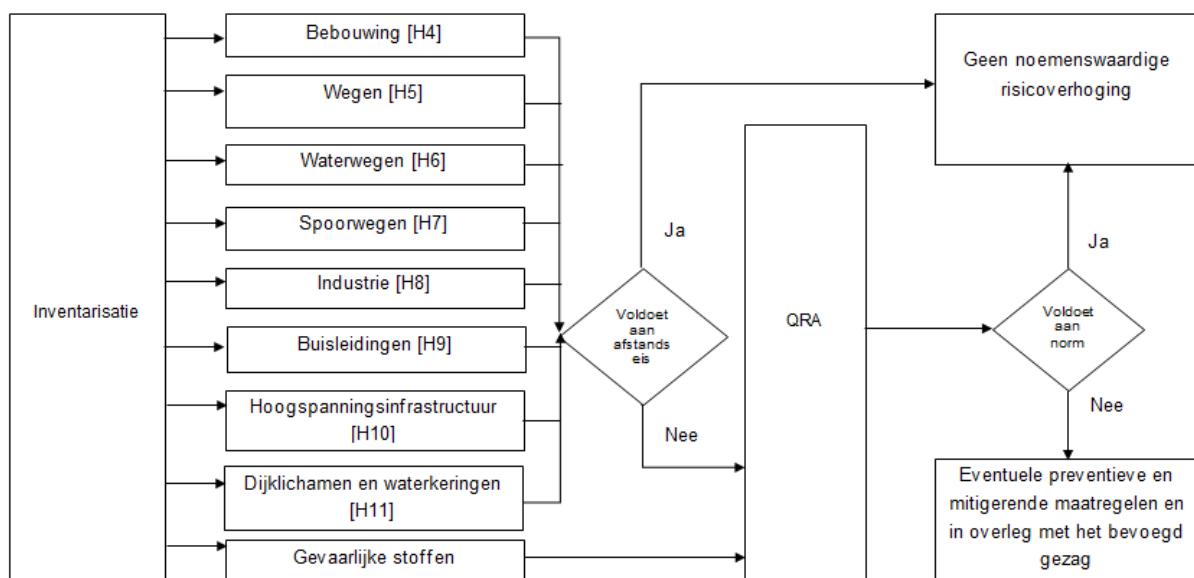 Inventarisatie
Bebouwing [H4]
Wegen [H5]
Waterwegen [H6]
Spoorwegen [H7]
Industrie [H8]
Buisleidingen [H9]
Hoogspanningsinfrastructuur
[H10]
Dijklichamen en waterkeringen
[H11]
Gevaarlijke stoffen
Voldoet
aan
afstands
eis
Ja
Nee
QRA
Voldoet
aan
norm
Ja
Nee
Geen noemenswaardige
risicoverhoging
Eventuele preventieve en
mitigerende maatregelen en
in overleg met het bevoegd
gezag